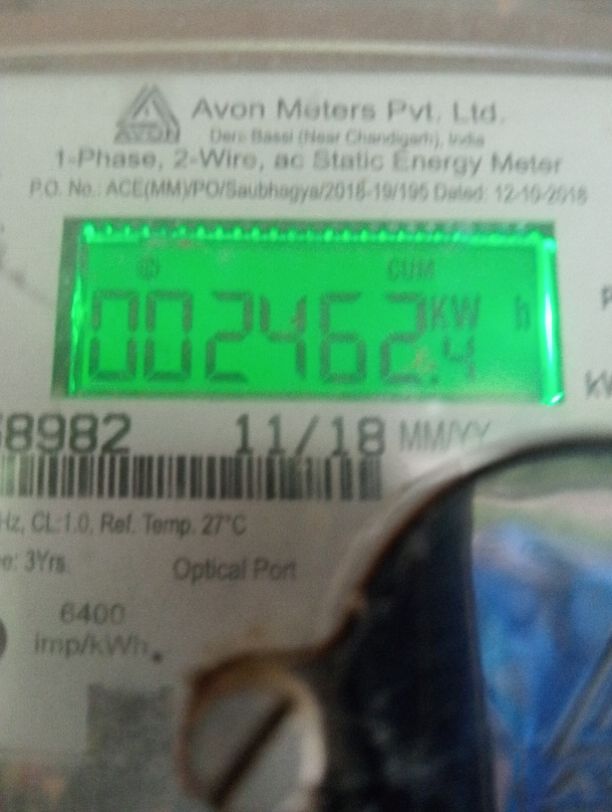 AVON
Avon Meters Pvt. Ltd.
Dera Bassi (Near Chandigarh), India
1-Phase, 2-Wire, ac Static Energy Meter
P.O. No.: ACE(MM)/PO/Saubhagya/2018-19/195 Dated: 12-10-2018
CUM
002462.4 KW h
8982 11/18 MM/YY
Hz, CL:1.0, Ref. Temp. 27°C
e: 3Yrs.
Optical Port
6400
imp/kWh